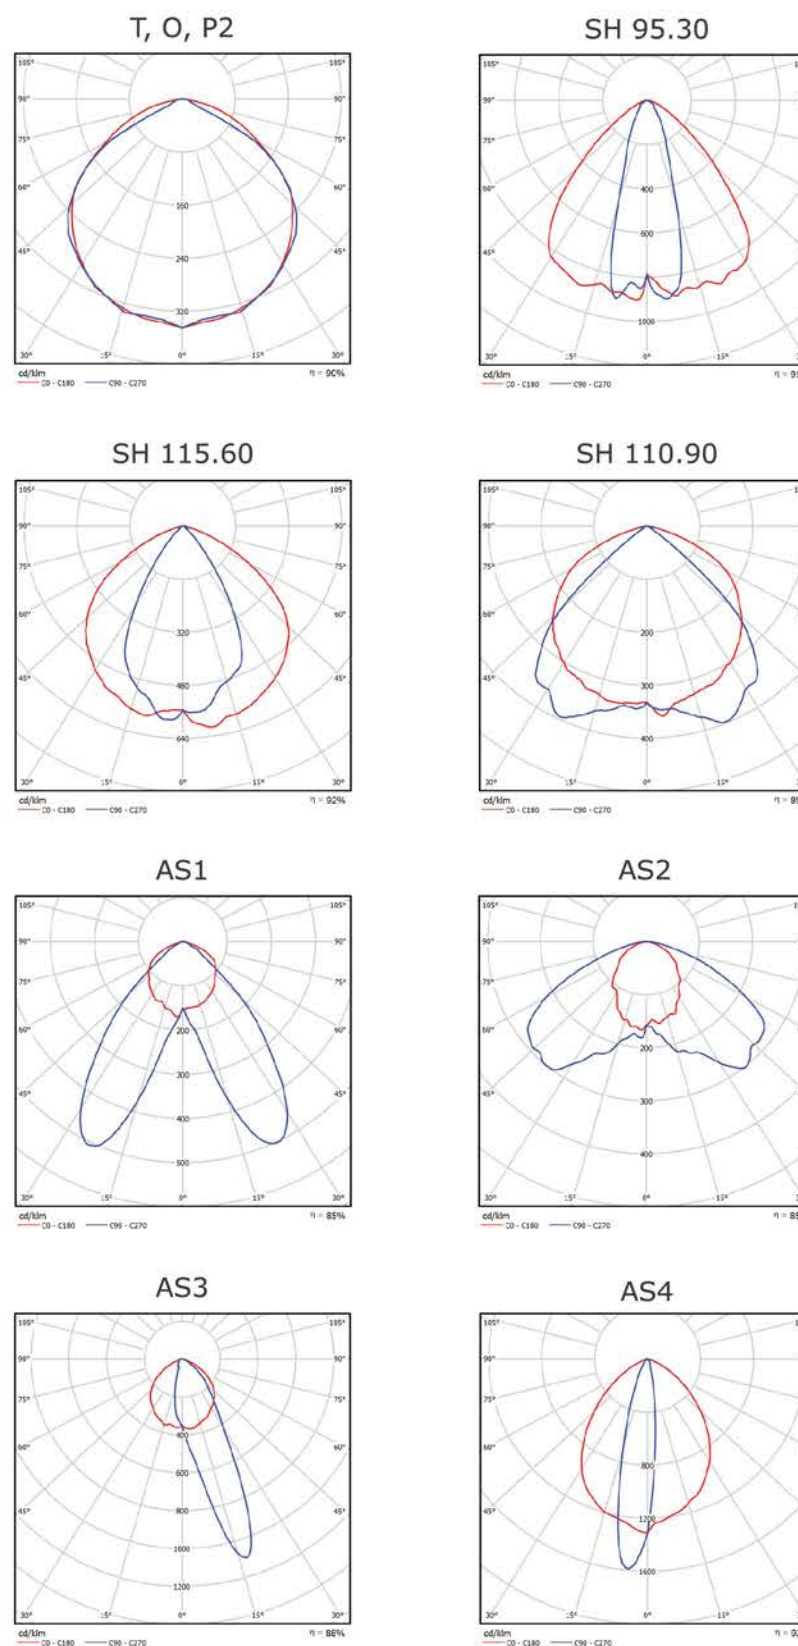 T, O, P2
105° 105°
90° 90°
75° 75°
60° 60°
160
45° 45°
240
320
30° 15° 0° 15° 30°
cd/klm η = 90%
C0 - C180 C90 - C270
SH 95.30
105°
90°
75°
400
60°
600
45°
1000
30° 15° 0° 15°
cd/klm
C0 - C180 C90 - C270
SH 115.60
105° 105°
90° 90°
75° 75°
60° 60°
320
45° 45°
480
640
30° 15° 0° 15° 30°
cd/klm η = 92%
C0 - C180 C90 - C270
SH 110.90
105°
90°
75°
60°
200
45°
300
400
30° 15° 0° 15°
cd/klm
C0 - C180 C90 - C270
AS1
105° 105°
90° 90°
75° 75°
60° 60°
200
300
45° 45°
400
500
30° 15° 0° 15° 30°
cd/klm η = 85%
C0 - C180 C90 - C270
AS2
105°
90°
75°
60°
200
45°
300
400
30° 15° 0° 15°
cd/klm
C0 - C180 C90 - C270
AS3
105° 105°
90° 90°
75° 75°
400
60° 60°
600
45° 45°
800
1000
1200
30° 15° 0° 15° 30°
cd/klm η = 88%
C0 - C180 C90 - C270
AS4
105°
90°
75°
60°
800
45°
1200
1600
30° 15° 0° 15°
cd/klm
C0 - C180 C90 - C270